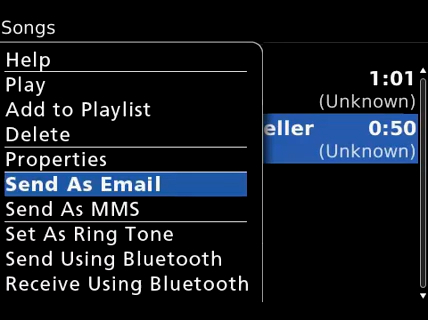 Songs
Help
Play
Add to Playlist
Delete
Properties
Send As Email
Send As MMS
Set As Ring Tone
Send Using Bluetooth
Receive Using Bluetooth
1:01
(Unknown)
eller 0:50
(Unknown)